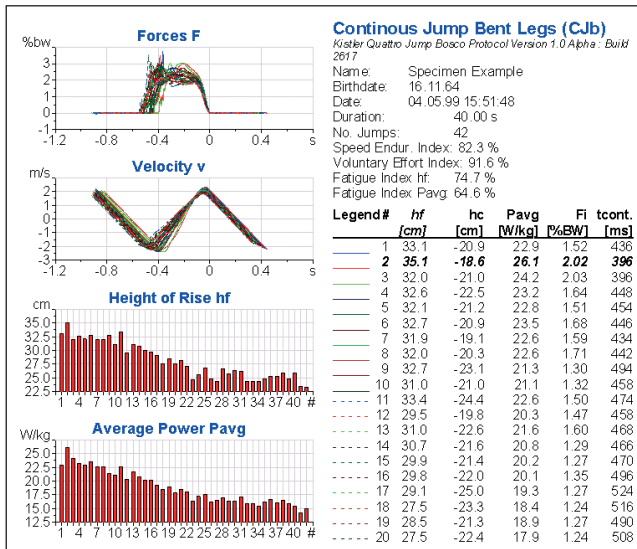 Forces F
%bw
4
3
2
1
0
-1
-1.2 -0.8 -0.4 0 s
Velocity v
m/s
3
2
1
0
-1
-2
-3
-1.2 -0.8 -0.4 0 s
Height of Rise hf
cm
35.0
32.5
30.0
27.5
25.0
22.5
1 4 7 10 13 16 19 22 25 28 31 34 37 40 #
Average Power Pavg
W/kg
25.0
22.5
20.0
17.5
15.0
12.5
1 4 7 10 13 16 19 22 25 28 31 34 37 40 #
Continous Jump Bent Legs (CJb)
Kistler Quattro Jump Bosco Protocol Version 1.0 Alpha : Build
2617
Name: Specimen Example
Birthdate: 16.11.64
Date: 04.05.99 15:51:48
Duration: 40.00 s
No. Jumps: 42
Speed Endur. Index: 82.3 %
Voluntary Effort Index: 91.6 %
Fatigue Index hf: 74.7 %
Fatigue Index Pavg: 64.6 %
Legend # hf hc Pavg Fi tcont.
[cm] [cm] [W/kg] [%BW] [ms]
1 33.1 -20.9 22.9 1.52 436
2 35.1 -18.6 26.1 2.02 396
3 32.0 -21.0 24.2 2.03 396
4 32.6 -22.5 23.2 1.64 448
5 32.1 -21.2 22.8 1.51 454
6 32.7 -20.9 23.5 1.68 446
7 31.9 -19.1 22.6 1.59 434
8 32.0 -20.3 22.6 1.71 442
9 32.7 -23.1 21.3 1.30 494
10 31.0 -21.0 21.1 1.32 458
11 33.4 -24.4 22.6 1.50 474
12 29.5 -19.8 20.3 1.47 458
13 31.0 -22.6 21.6 1.60 468
14 30.7 -21.6 20.8 1.29 466
15 29.9 -21.4 20.2 1.27 470
16 29.8 -22.0 20.1 1.35 496
17 29.1 -25.0 19.3 1.27 524
18 27.5 -23.3 18.4 1.24 516
19 28.5 -21.3 18.9 1.27 490
20 27.5 -22.4 17.9 1.24 508